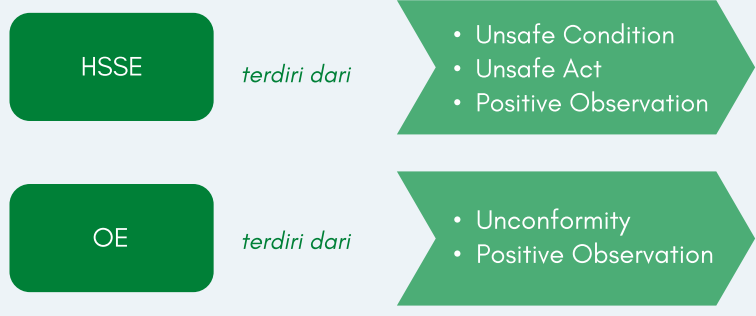 HSSE
terdiri dari
• Unsafe Condition
• Unsafe Act
• Positive Observation
OE
terdiri dari
• Unconformity
• Positive Observation